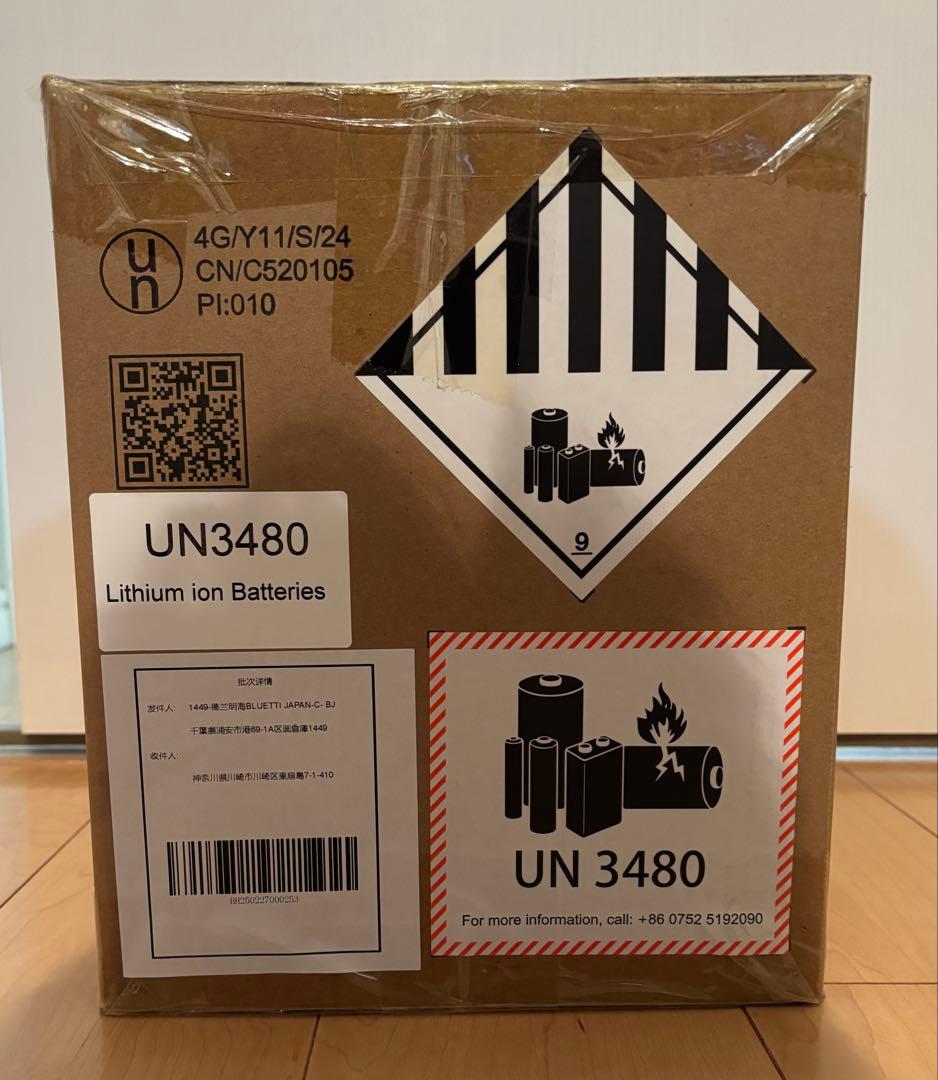 un
4G/Y11/S/24
CN/C520105
PI:010
UN3480
Lithium ion Batteries
9
批次详情
发件人: 1449-德兰明海BLUETTI JAPAN-C- BJ
千葉県浦安市港69-1A区画倉庫1449
收件人:
神奈川県川崎市川崎区東扇島7-1-410
BH250227000253
UN 3480
For more information, call: +86 0752 5192090